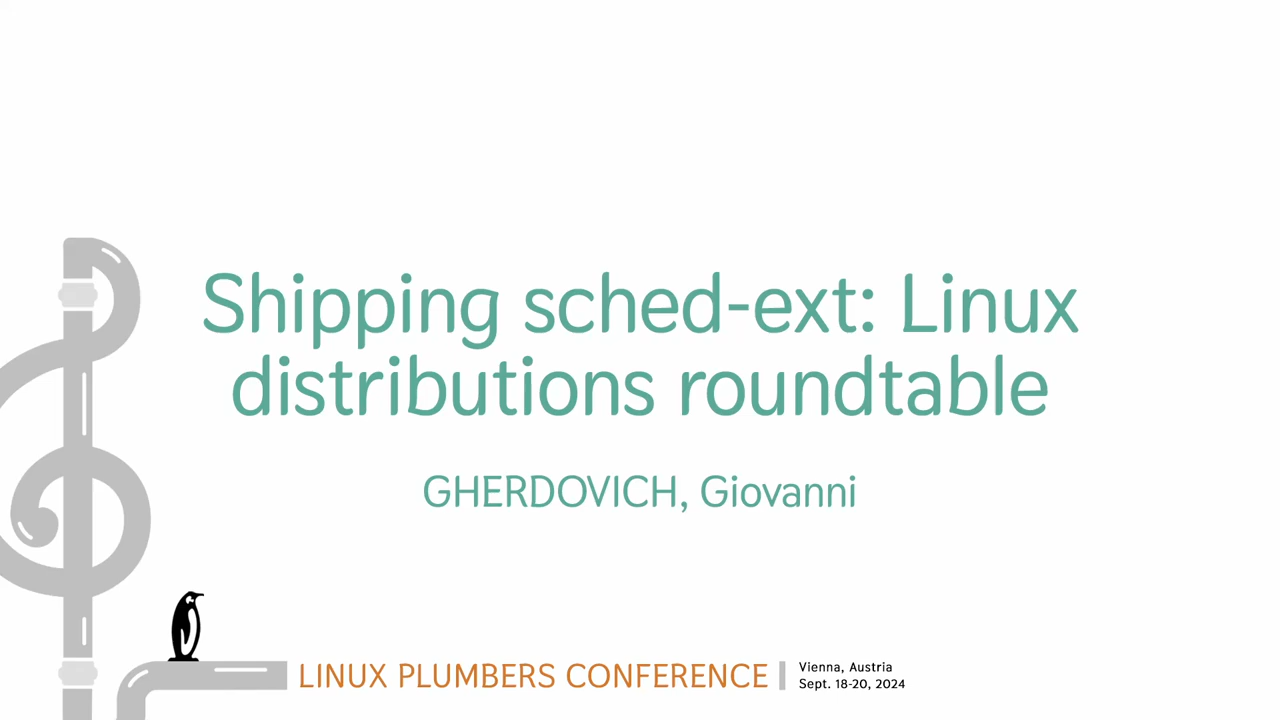 Shipping sched-ext: Linux
distributions roundtable
GHERDOVICH, Giovanni
LINUX PLUMBERS CONFERENCE
Vienna, Austria
Sept. 18-20, 2024